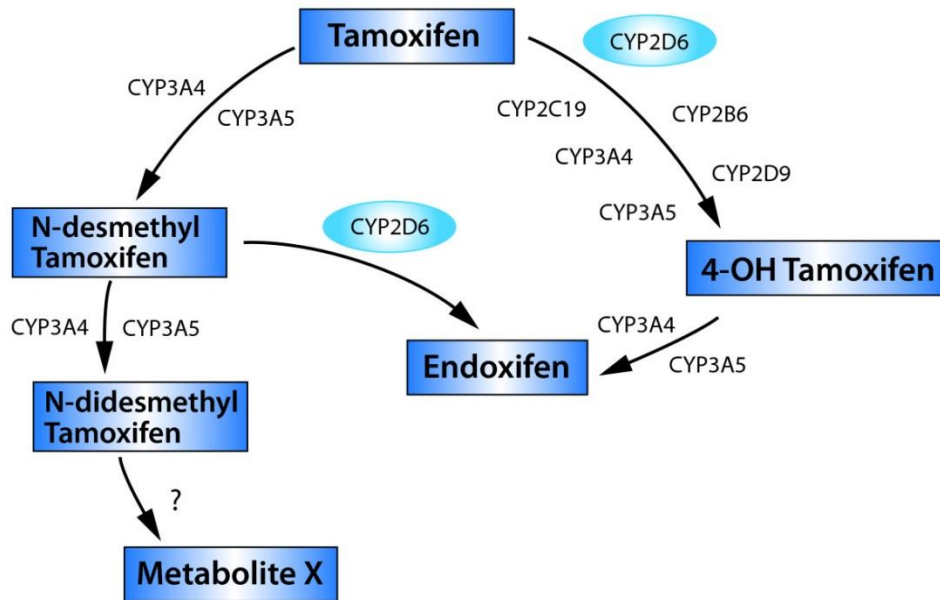 Tamoxifen
CYP2D6
CYP3A4
CYP3A5
CYP2C19
CYP2B6
CYP3A4
CYP2D9
CYP3A5
N-desmethyl
Tamoxifen
CYP2D6
4-OH Tamoxifen
CYP3A4
CYP3A5
CYP3A4
CYP3A5
Endoxifen
N-didesmethyl
Tamoxifen
?
Metabolite X